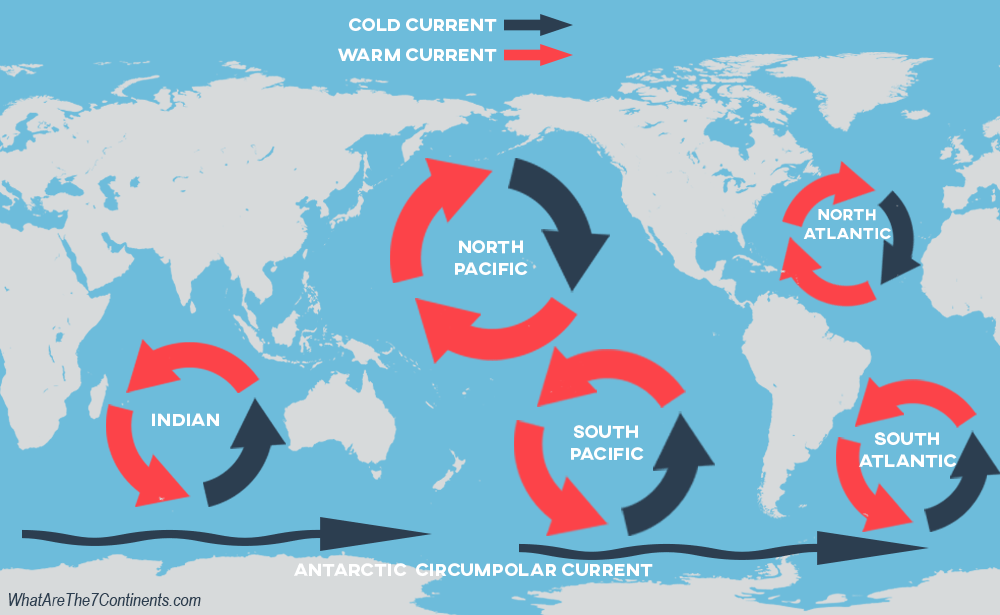 COLD CURRENT
WARM CURRENT
NORTH
ATLANTIC
NORTH
PACIFIC
INDIAN
SOUTH
PACIFIC
SOUTH
ATLANTIC
ANTARCTIC CIRCUMPOLAR CURRENT
WhatAreThe7Continents.com